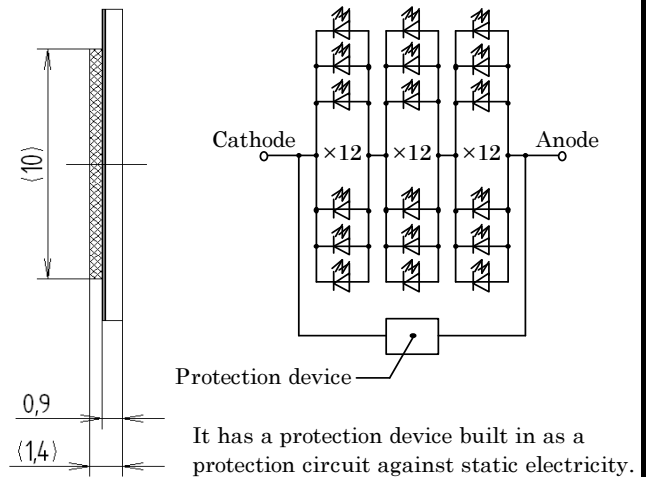 ⟨10⟩
Cathode
Anode
×12
×12
×12
Protection device
0,9
⟨1,4⟩
It has a protection device built in as a
protection circuit against static electricity.